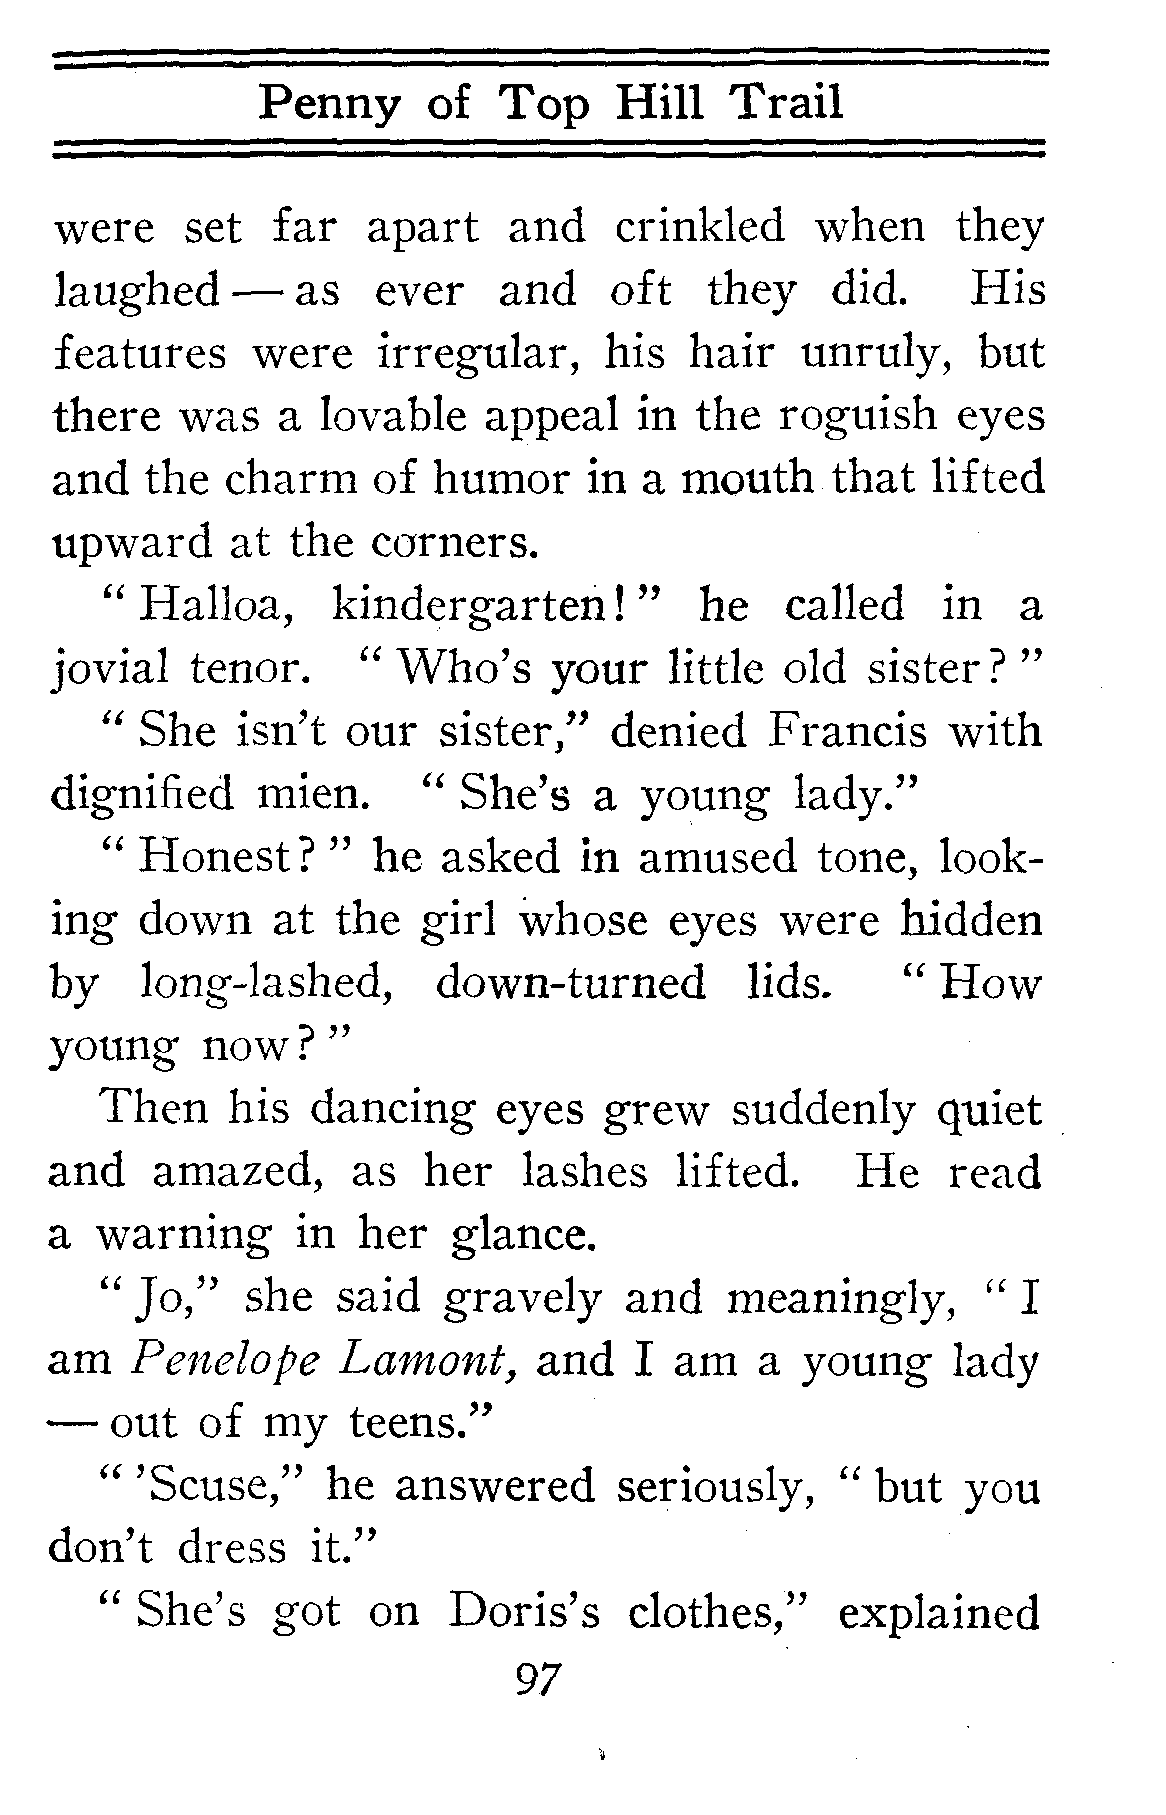 Penny of Top Hill Trail
were set far apart and crinkled when they
laughed — as ever and oft they did. His
features were irregular, his hair unruly, but
there was a lovable appeal in the roguish eyes
and the charm of humor in a mouth that lifted
upward at the corners.
“ Halloa, kindergarten! ” he called in a
jovial tenor. “ Who’s your little old sister? ”
“ She isn’t our sister,” denied Francis with
dignified mien. “ She’s a young lady.”
“ Honest? ” he asked in amused tone, look-
ing down at the girl whose eyes were hidden
by long-lashed, down-turned lids. “ How
young now? ”
Then his dancing eyes grew suddenly quiet
and amazed, as her lashes lifted. He read
a warning in her glance.
“ Jo,” she said gravely and meaningly, “ I
am Penelope Lamont, and I am a young lady
— out of my teens.”
“ ’Scuse,” he answered seriously, “ but you
don’t dress it.”
“ She’s got on Doris’s clothes,” explained
97